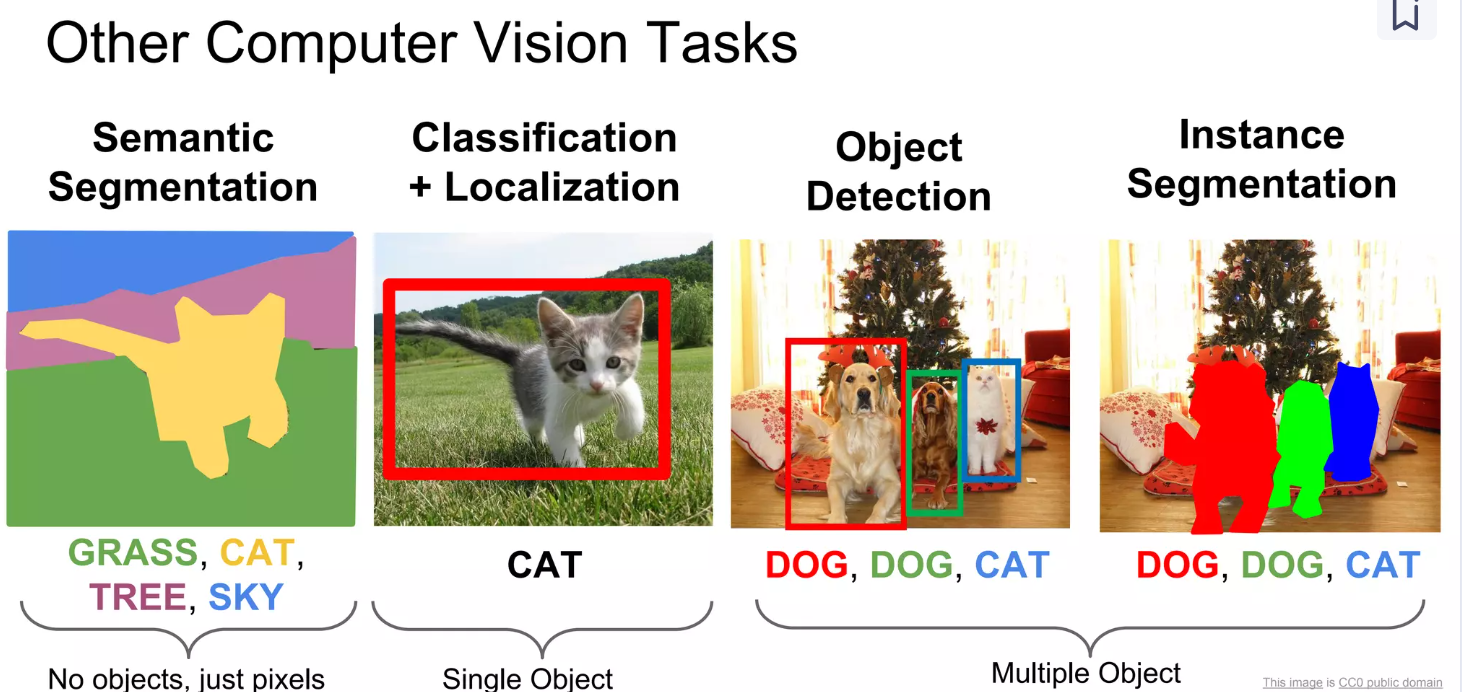 Other Computer Vision Tasks
Semantic
Segmentation
Classification
+ Localization
Object
Detection
Instance
Segmentation
GRASS, CAT,
TREE, SKY
CAT
DOG, DOG, CAT
DOG, DOG, CAT
No objects, just pixels
Single Object
Multiple Object
This image is CC0 public domain